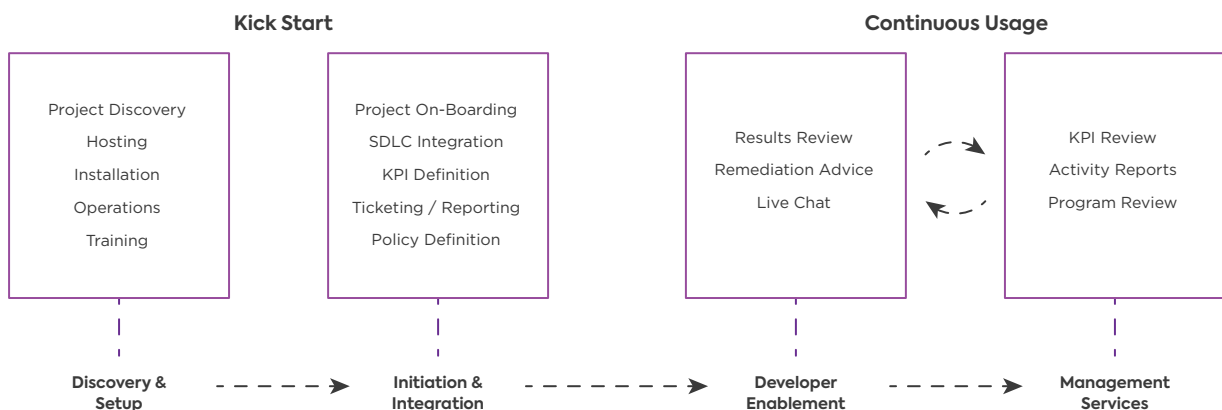 Kick Start
Continuous Usage
Project Discovery
Hosting
Installation
Operations
Training
Project On-Boarding
SDLC Integration
KPI Definition
Ticketing / Reporting
Policy Definition
Results Review
Remediation Advice
Live Chat
KPI Review
Activity Reports
Program Review
Discovery &
Setup
Initiation &
Integration
Developer
Enablement
Management
Services